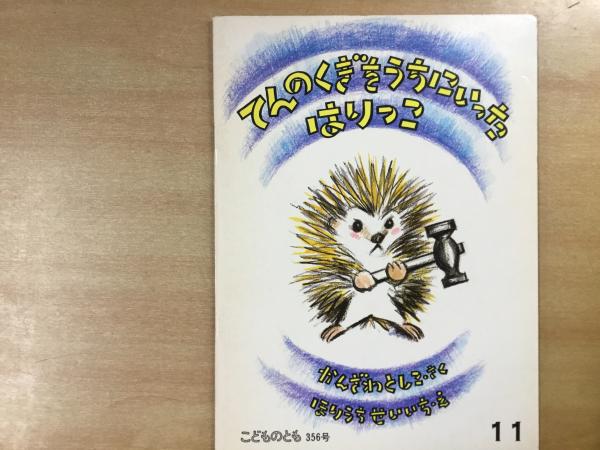 てんのくぎをうちにいった
はりっこ
かんざわとしこ・さく
ほりうちせいいち・え
こどものとも 356号
11